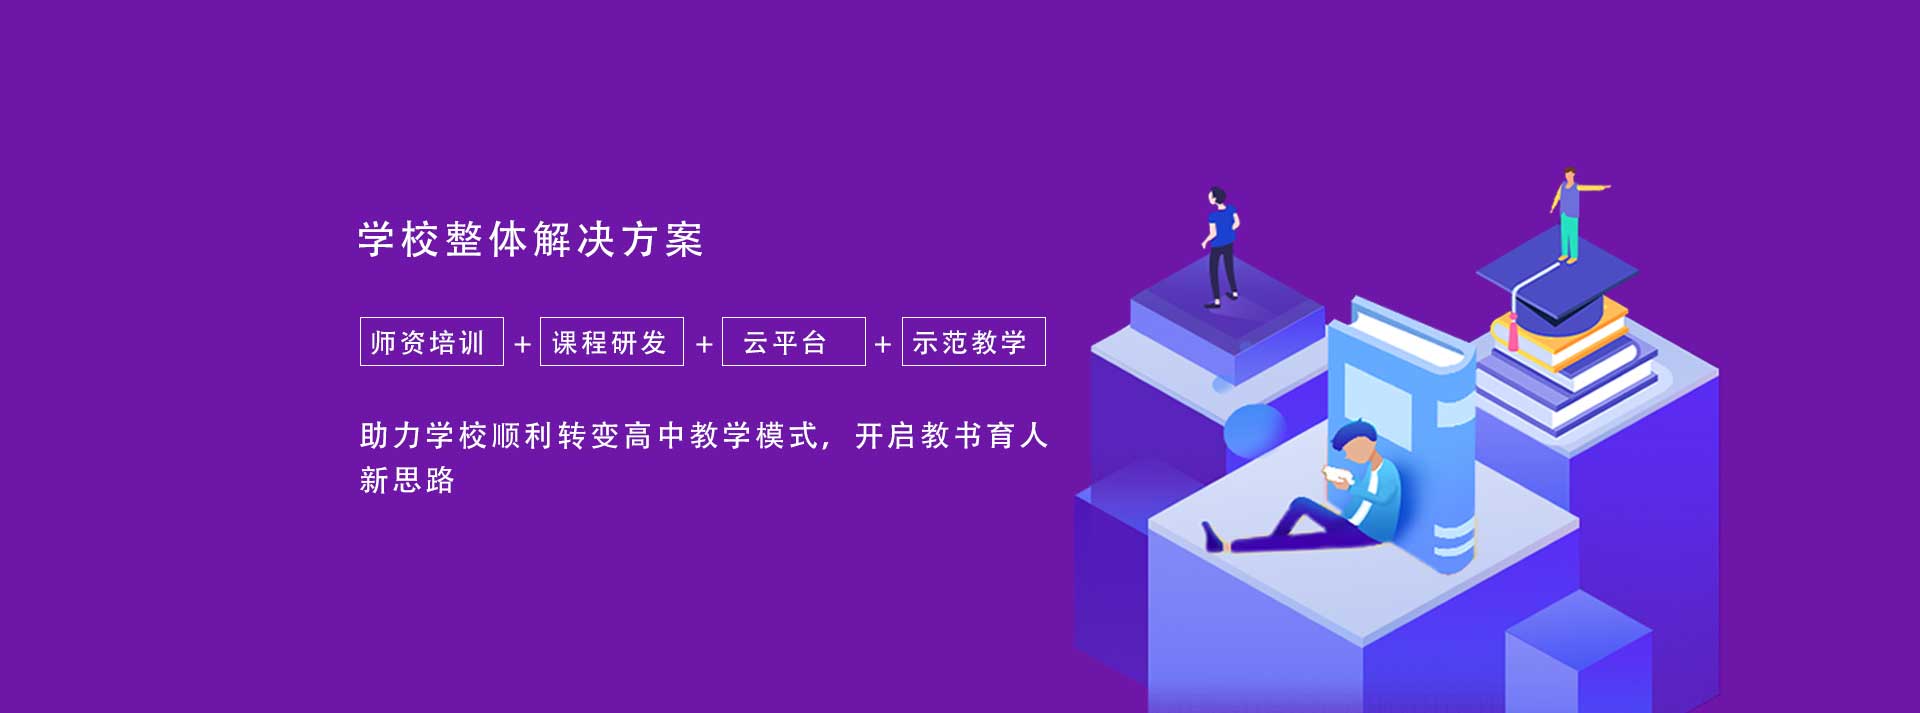 学校整体解决方案
师资培训 + 课程研发 + 云平台 + 示范教学
助力学校顺利转变高中教学模式，开启教书育人
新思路